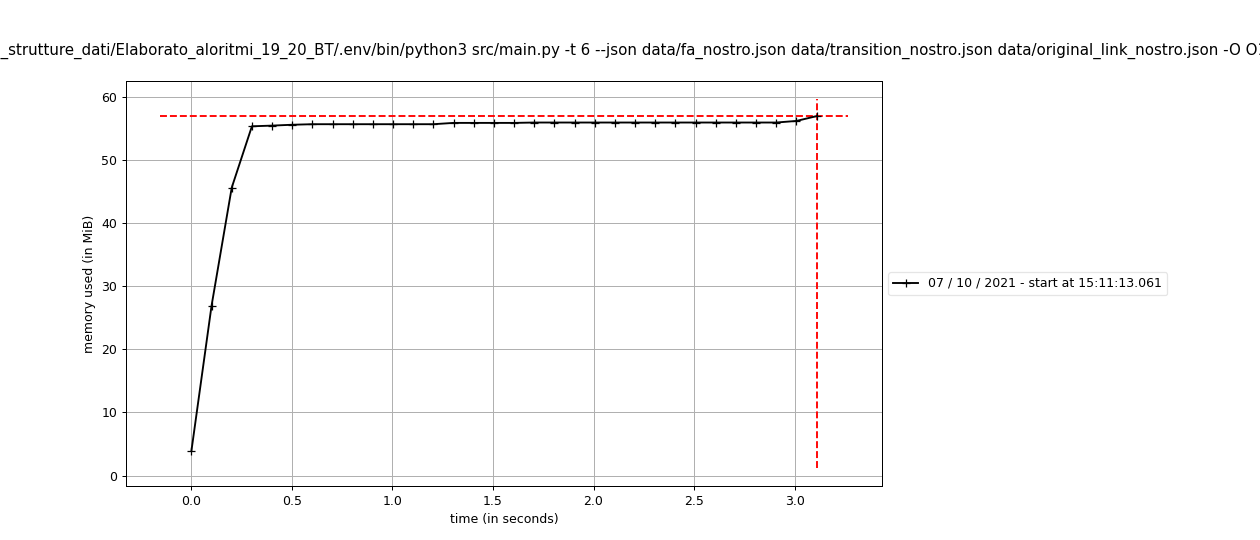 _strutture_dati/Elaborato_aloritmi_19_20_BT/.env/bin/python3 src/main.py -t 6 --json data/fa_nostro.json data/transition_nostro.json data/original_link_nostro.json -O
60
50
40
30
20
10
0
memory used (in MiB)
07 / 10 / 2021 - start at 15:11:13.061
0.0 0.5 1.0 1.5 2.0 2.5 3.0
time (in seconds)